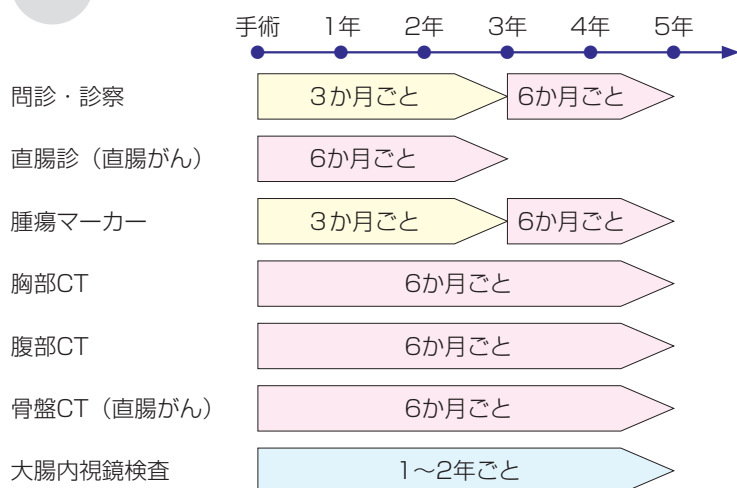 手術 1年 2年 3年 4年 5年
問診・診察 3か月ごと 6か月ごと
直腸診（直腸がん） 6か月ごと
腫瘍マーカー 3か月ごと 6か月ごと
胸部CT 6か月ごと
腹部CT 6か月ごと
骨盤CT（直腸がん） 6か月ごと
大腸内視鏡検査 1〜2年ごと